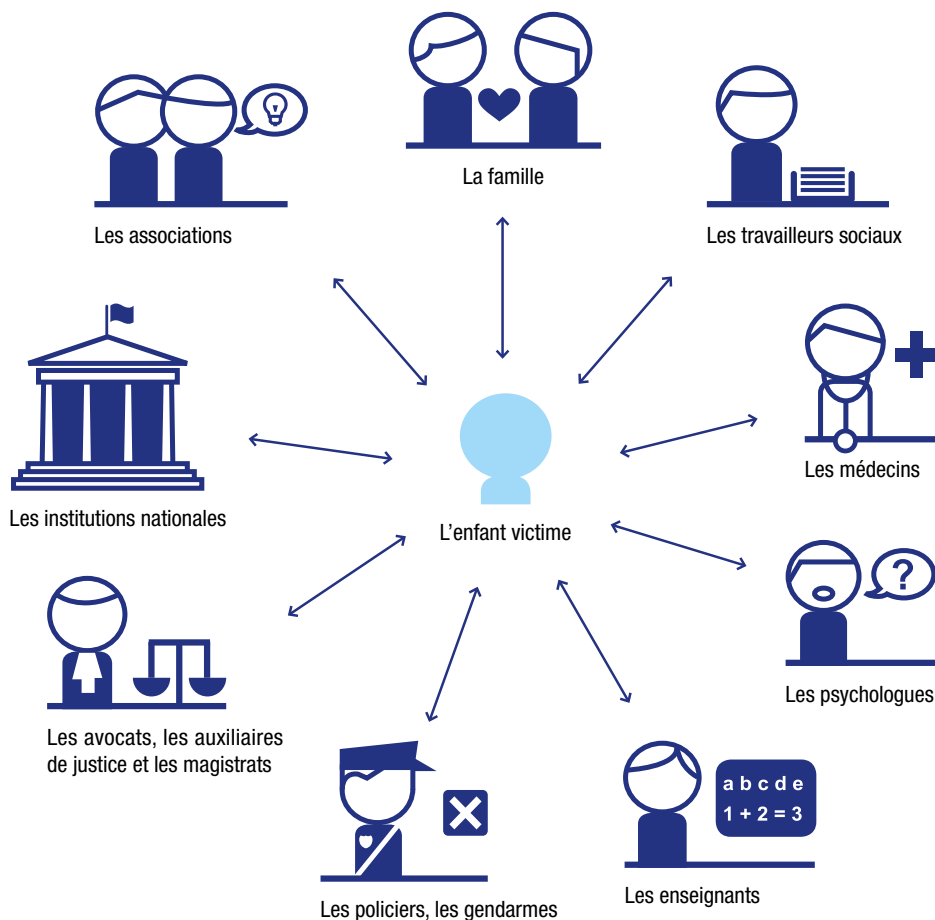 La famille
Les associations
Les travailleurs sociaux
Les médecins
Les institutions nationales
L'enfant victime
?
Les psychologues
Les avocats, les auxiliaires
de justice et les magistrats
a b c d e
1 + 2 = 3
Les enseignants
Les policiers, les gendarmes